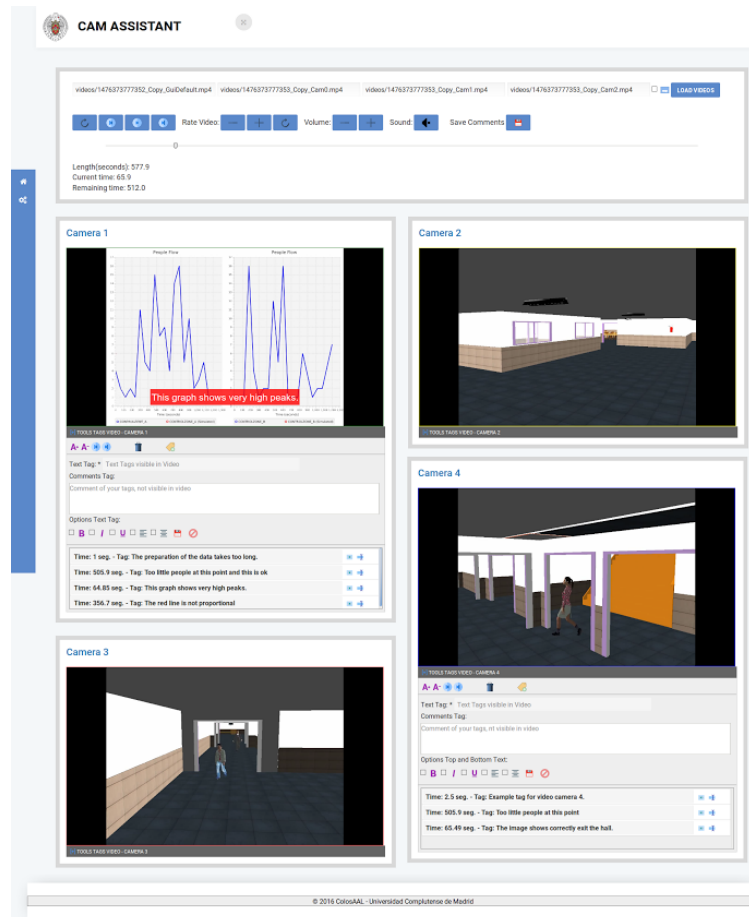 CAM ASSISTANT
videos/1476373777352_Copy_GuiDefault.mp4 videos/1476373777353_Copy_Cam0.mp4 videos/1476373777353_Copy_Cam1.mp4 videos/1476373777353_Copy_Cam2.mp4 LOAD VIDEOS
Rate Video: Volume: Sound: Save Comments
Length(seconds): 577.9
Current time: 65.9
Remaining time: 512.0
Camera 1
People Flow People Flow
This graph shows very high peaks.
Time (seconds)
TOOLS TAGS VIDEO - CAMERA 1
A+ A-
Text Tag: * Text Tags visible in Video
Comments Tag:
Comment of your tags, not visible in video
Options Text Tag:
B I U
Time: 1 seg. - Tag: The preparation of the data takes too long.
Time: 505.9 seg. - Tag: Too little people at this point and this is ok
Time: 64.85 seg. - Tag: This graph shows very high peaks.
Time: 356.7 seg. - Tag: The red line is not proportional
Camera 2
TOOLS TAGS VIDEO - CAMERA 2
Camera 3
TOOLS TAGS VIDEO - CAMERA 3
Camera 4
TOOLS TAGS VIDEO - CAMERA 4
A+ A-
Text Tag: * Text Tags visible in Video
Comments Tag:
Comment of your tags, nt visible in video
Options Top and Bottom Text:
B I U
Time: 2.5 seg. - Tag: Example tag for video camera 4.
Time: 505.9 seg. - Tag: Too little people at this point
Time: 65.49 seg. - Tag: The image shows correctly exit the hall.
© 2016 ColosAAL - Universidad Complutense de Madrid